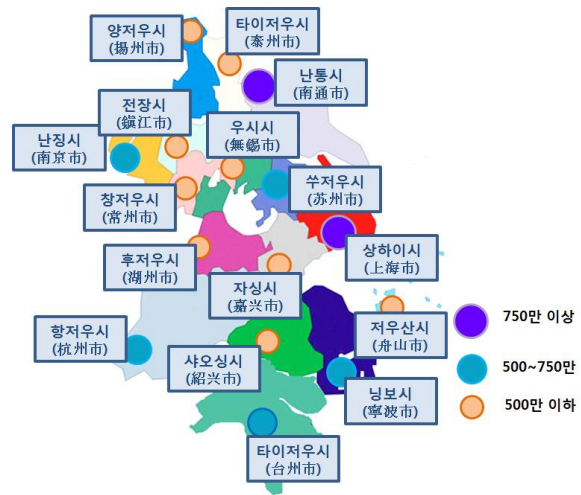 양저우시
(揚州市)
타이저우시
(泰州市)
난통시
(南通市)
전장시
(鎭江市)
우시시
(無錫市)
난징시
(南京市)
쑤저우시
(苏州市)
창저우시
(常州市)
상하이시
(上海市)
후저우시
(湖州市)
자싱시
(嘉兴市)
저우산시
(舟山市)
항저우시
(杭州市)
샤오싱시
(紹兴市)
닝보시
(寧波市)
타이저우시
(台州市)
750만 이상
500~750만
500만 이하